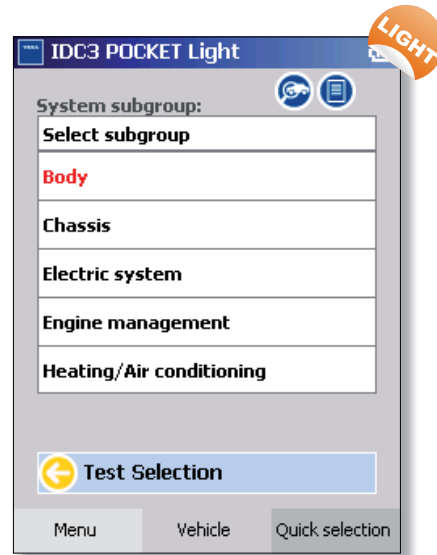 LIGHT
TEXA IDC3 POCKET Light
System subgroup:
Select subgroup
Body
Chassis
Electric system
Engine management
Heating/Air conditioning
Test Selection
Menu Vehicle Quick selection